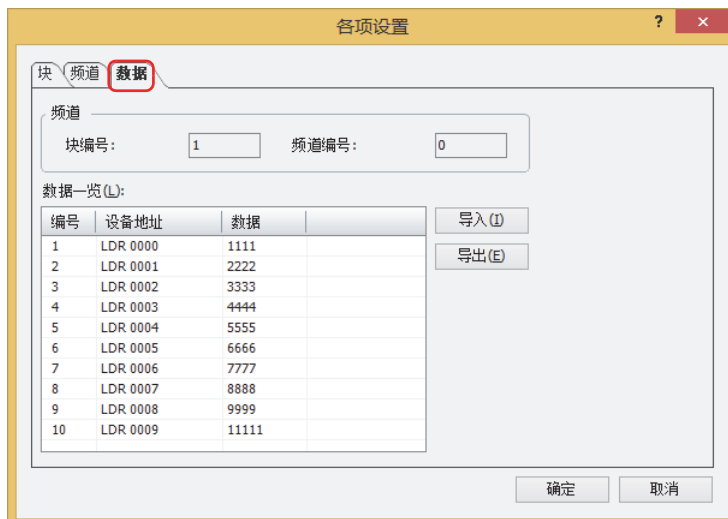 各项设置
? ×
块 频道 数据
频道
块编号: 1 频道编号: 0
数据一览(L):
编号 设备地址 数据
导入(I)
1 LDR 0000 1111
2 LDR 0001 2222
导出(E)
3 LDR 0002 3333
4 LDR 0003 4444
5 LDR 0004 5555
6 LDR 0005 6666
7 LDR 0006 7777
8 LDR 0007 8888
9 LDR 0008 9999
10 LDR 0009 11111
确定 取消